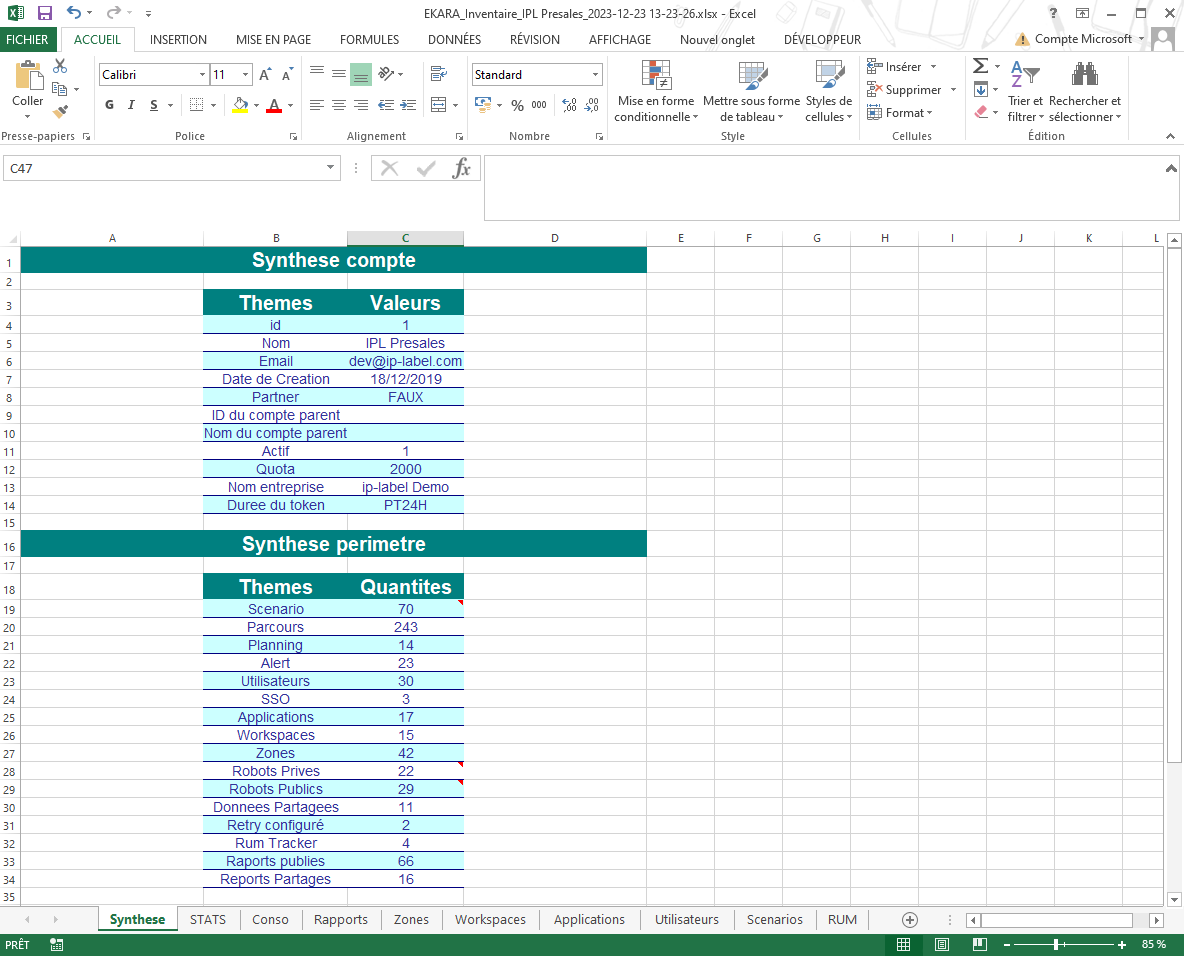 EKARA_Inventaire_IPL Presales_2023-12-23 13-23-26.xlsx - Excel
FICHIER ACCUEIL INSERTION MISE EN PAGE FORMULES DONNÉES RÉVISION AFFICHAGE Nouvel onglet DÉVELOPPEUR Compte Microsoft
Coller
Presse-papiers
Calibri 11
G I S A
Police
Alignement
Standard
% 000
Nombre
Mise en forme conditionnelle
Mettre sous forme de tableau
Styles de cellules
Style
Insérer
Supprimer
Format
Cellules
Trier et filtrer
Rechercher et sélectionner
Édition
C47 fx
A B C D E F G H I J K L
1 Synthese compte
2
3 Themes Valeurs
4 id 1
5 Nom IPL Presales
6 Email dev@ip-label.com
7 Date de Creation 18/12/2019
8 Partner FAUX
9 ID du compte parent
10 Nom du compte parent
11 Actif 1
12 Quota 2000
13 Nom entreprise ip-label Demo
14 Duree du token PT24H
15
16 Synthese perimetre
17
18 Themes Quantites
19 Scenario 70
20 Parcours 243
21 Planning 14
22 Alert 23
23 Utilisateurs 30
24 SSO 3
25 Applications 17
26 Workspaces 15
27 Zones 42
28 Robots Prives 22
29 Robots Publics 29
30 Donnees Partagees 11
31 Retry configuré 2
32 Rum Tracker 4
33 Raports publies 66
34 Reports Partages 16
35
Synthese STATS Conso Rapports Zones Workspaces Applications Utilisateurs Scenarios RUM
PRÊT 85 %